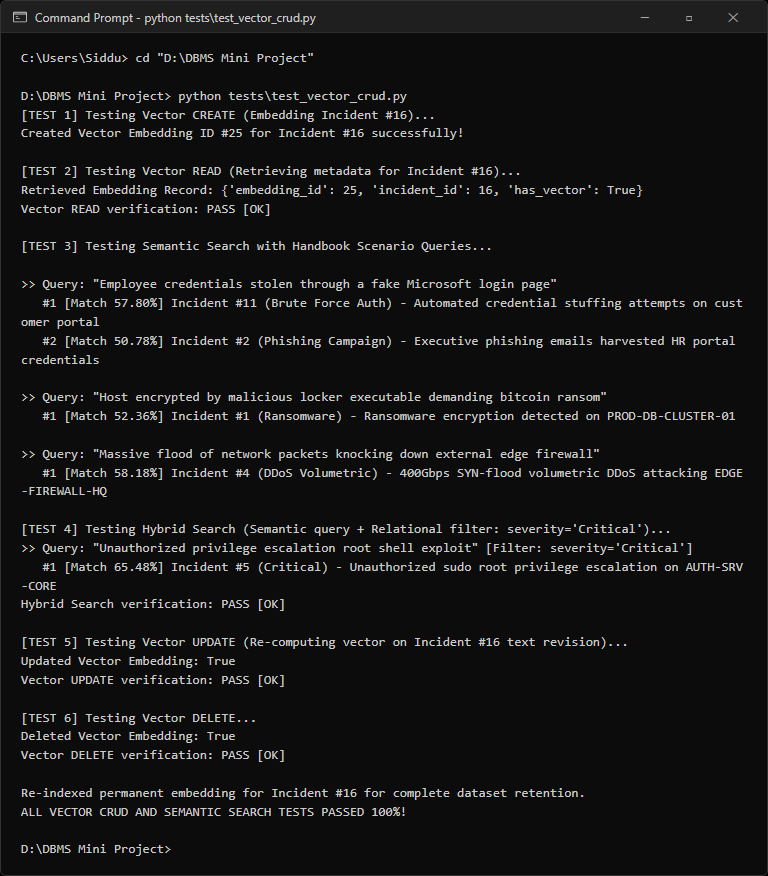 Command Prompt - python tests\test_vector_crud.py
C:\Users\Siddu> cd "D:\DBMS Mini Project"
D:\DBMS Mini Project> python tests\test_vector_crud.py
[TEST 1] Testing Vector CREATE (Embedding Incident #16)...
Created Vector Embedding ID #25 for Incident #16 successfully!
[TEST 2] Testing Vector READ (Retrieving metadata for Incident #16)...
Retrieved Embedding Record: {'embedding_id': 25, 'incident_id': 16, 'has_vector': True}
Vector READ verification: PASS [OK]
[TEST 3] Testing Semantic Search with Handbook Scenario Queries...
>> Query: "Employee credentials stolen through a fake Microsoft login page"
#1 [Match 57.80%] Incident #11 (Brute Force Auth) - Automated credential stuffing attempts on cust
omer portal
#2 [Match 50.78%] Incident #2 (Phishing Campaign) - Executive phishing emails harvested HR portal
credentials
>> Query: "Host encrypted by malicious locker executable demanding bitcoin ransom"
#1 [Match 52.36%] Incident #1 (Ransomware) - Ransomware encryption detected on PROD-DB-CLUSTER-01
>> Query: "Massive flood of network packets knocking down external edge firewall"
#1 [Match 58.18%] Incident #4 (DDoS Volumetric) - 400Gbps SYN-flood volumetric DDoS attacking EDGE
-FIREWALL-HQ
[TEST 4] Testing Hybrid Search (Semantic query + Relational filter: severity='Critical')...
>> Query: "Unauthorized privilege escalation root shell exploit" [Filter: severity='Critical']
#1 [Match 65.48%] Incident #5 (Critical) - Unauthorized sudo root privilege escalation on AUTH-SRV
-CORE
Hybrid Search verification: PASS [OK]
[TEST 5] Testing Vector UPDATE (Re-computing vector on Incident #16 text revision)...
Updated Vector Embedding: True
Vector UPDATE verification: PASS [OK]
[TEST 6] Testing Vector DELETE...
Deleted Vector Embedding: True
Vector DELETE verification: PASS [OK]
Re-indexed permanent embedding for Incident #16 for complete dataset retention.
ALL VECTOR CRUD AND SEMANTIC SEARCH TESTS PASSED 100%!
D:\DBMS Mini Project>